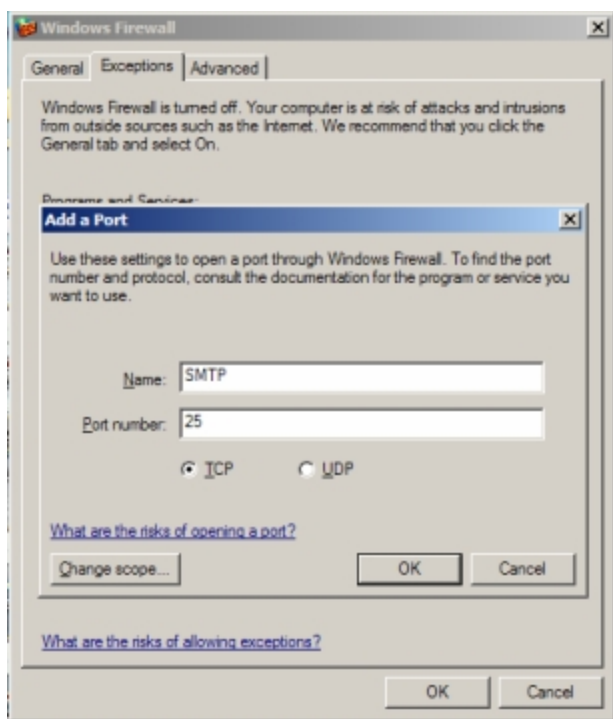 Windows Firewall
General Exceptions Advanced
Windows Firewall is turned off. Your computer is at risk of attacks and intrusions
from outside sources such as the Internet. We recommend that you click the
General tab and select On.
Programs and Services:
Add a Port
Use these settings to open a port through Windows Firewall. To find the port
number and protocol, consult the documentation for the program or service you
want to use.
Name: SMTP
Port number: 25
TCP UDP
What are the risks of opening a port?
Change scope... OK Cancel
What are the risks of allowing exceptions?
OK Cancel